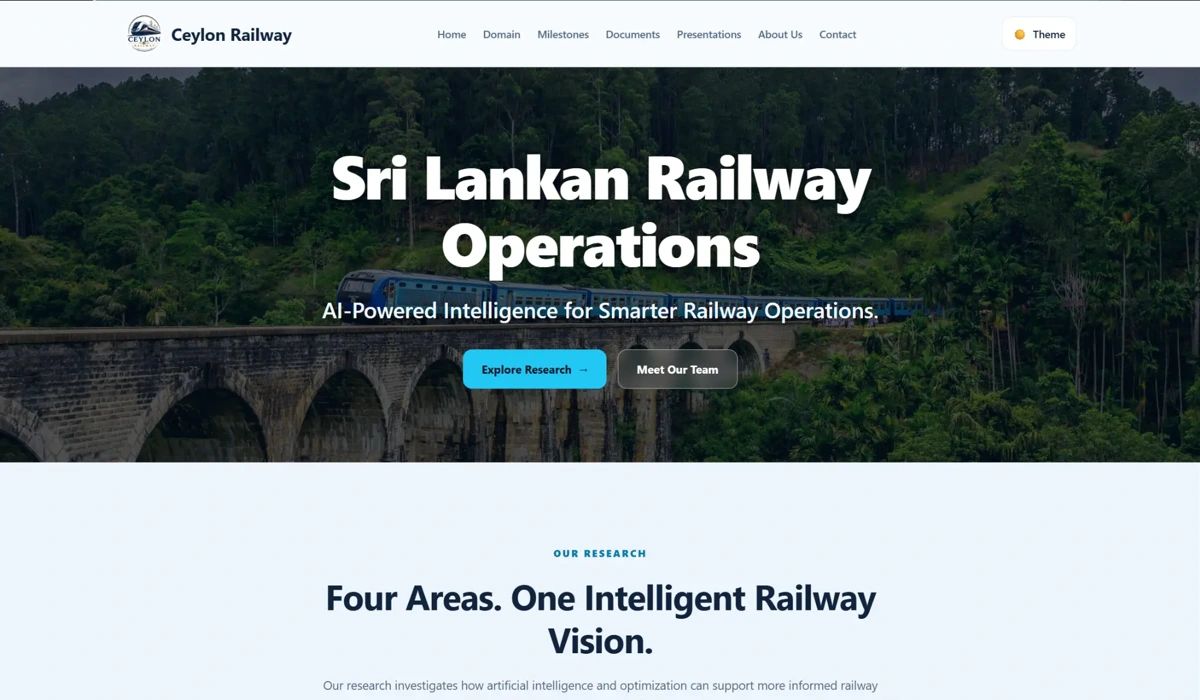 CEYLON
RAILWAY
Ceylon Railway
Home
Domain
Milestones
Documents
Presentations
About Us
Contact
Theme
Sri Lankan Railway
Operations
AI-Powered Intelligence for Smarter Railway Operations.
Explore Research →
Meet Our Team
OUR RESEARCH
Four Areas. One Intelligent Railway
Vision.
Our research investigates how artificial intelligence and optimization can support more informed railway